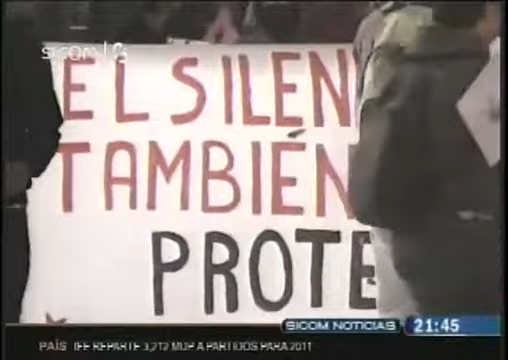 sicom
EL SILEN
TAMBIÉN
PROTE
SICOM NOTICIAS 21:45
PAÍS IFE REPARTE 3,212 MDP A PARTIDOS PARA 2011